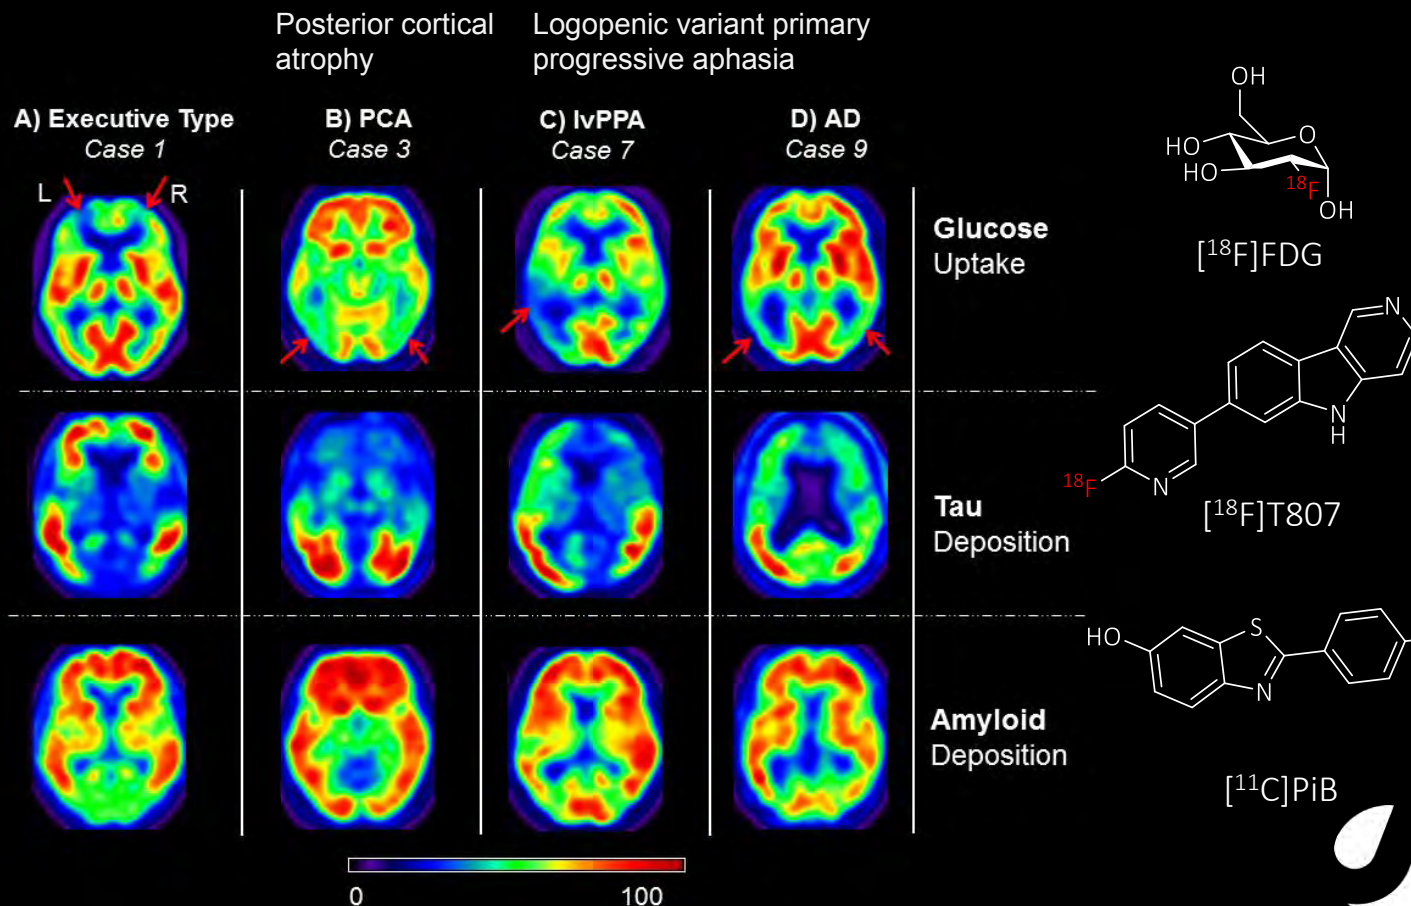 Posterior cortical
atrophy
Logopenic variant primary
progressive aphasia
A) Executive Type
Case 1
B) PCA
Case 3
C) lvPPA
Case 7
D) AD
Case 9
L
R
Glucose
Uptake
Tau
Deposition
Amyloid
Deposition
0
100
OH
HO
O
HO
18F
OH
[18F]FDG
N
N
H
18F
N
[18F]T807
HO
S
N
[11C]PiB